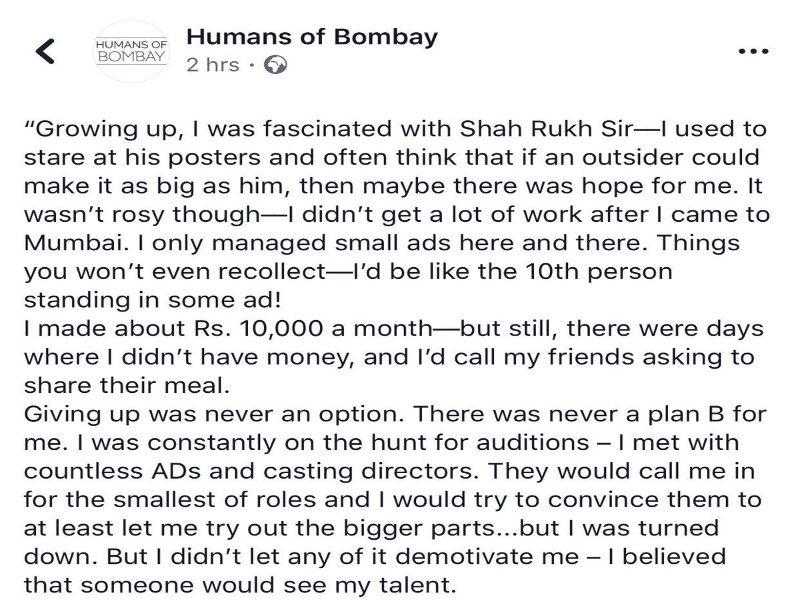 HUMANS OF
BOMBAY
Humans of Bombay
2 hrs ·
“Growing up, I was fascinated with Shah Rukh Sir—I used to
stare at his posters and often think that if an outsider could
make it as big as him, then maybe there was hope for me. It
wasn’t rosy though—I didn’t get a lot of work after I came to
Mumbai. I only managed small ads here and there. Things
you won’t even recollect—I’d be like the 10th person
standing in some ad!
I made about Rs. 10,000 a month—but still, there were days
where I didn’t have money, and I’d call my friends asking to
share their meal.
Giving up was never an option. There was never a plan B for
me. I was constantly on the hunt for auditions – I met with
countless ADs and casting directors. They would call me in
for the smallest of roles and I would try to convince them to
at least let me try out the bigger parts...but I was turned
down. But I didn’t let any of it demotivate me – I believed
that someone would see my talent.